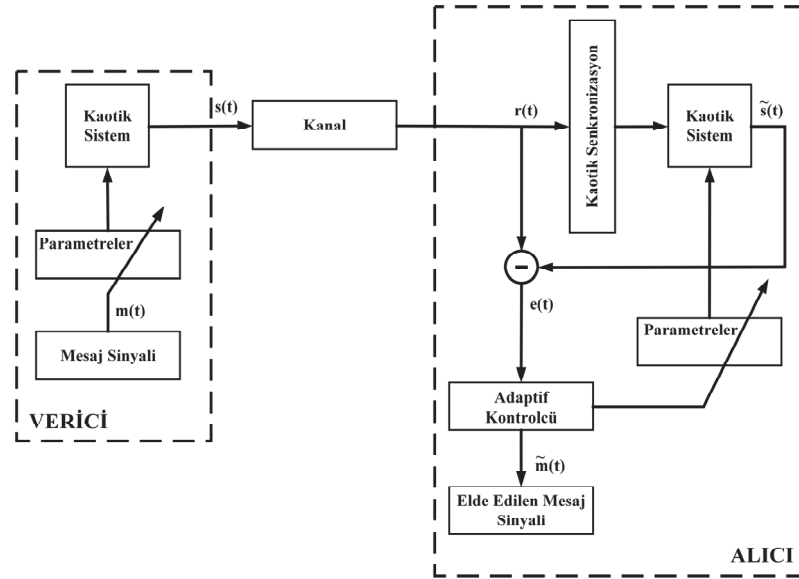 Kaotik
Sistem
s(t)
Kanal
Parametreler
m(t)
Mesaj Sinyali
VERİCİ
r(t)
Kaotik Senkronizasyon
Kaotik
Sistem
s̃(t)
-
e(t)
Parametreler
Adaptif
Kontrolcü
m̃(t)
Elde Edilen Mesaj
Sinyali
ALICI